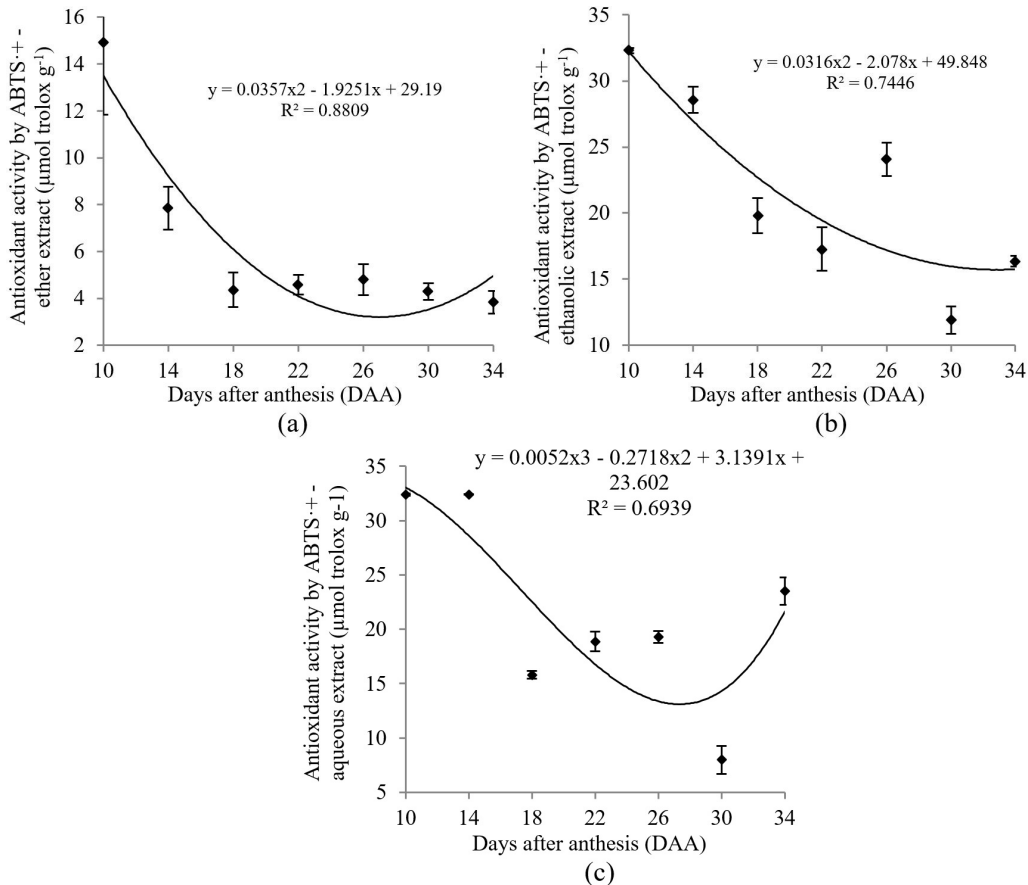 Antioxidant activity by ABTS·+ -
ether extract (µmol trolox g-1)
16
14
12
10
8
6
4
2
y = 0.0357x2 - 1.9251x + 29.19
R² = 0.8809
10 14 18 22 26 30 34
Days after anthesis (DAA)
(a)
Antioxidant activity by ABTS·+ -
ethanolic extract (µmol trolox g-1)
35
30
25
20
15
10
y = 0.0316x2 - 2.078x + 49.848
R² = 0.7446
10 14 18 22 26 30 34
Days after anthesis (DAA)
(b)
Antioxidant activity by ABTS·+ -
aqueous extract (µmol trolox g-1)
35
30
25
20
15
10
5
y = 0.0052x3 - 0.2718x2 + 3.1391x +
23.602
R² = 0.6939
10 14 18 22 26 30 34
Days after anthesis (DAA)
(c)